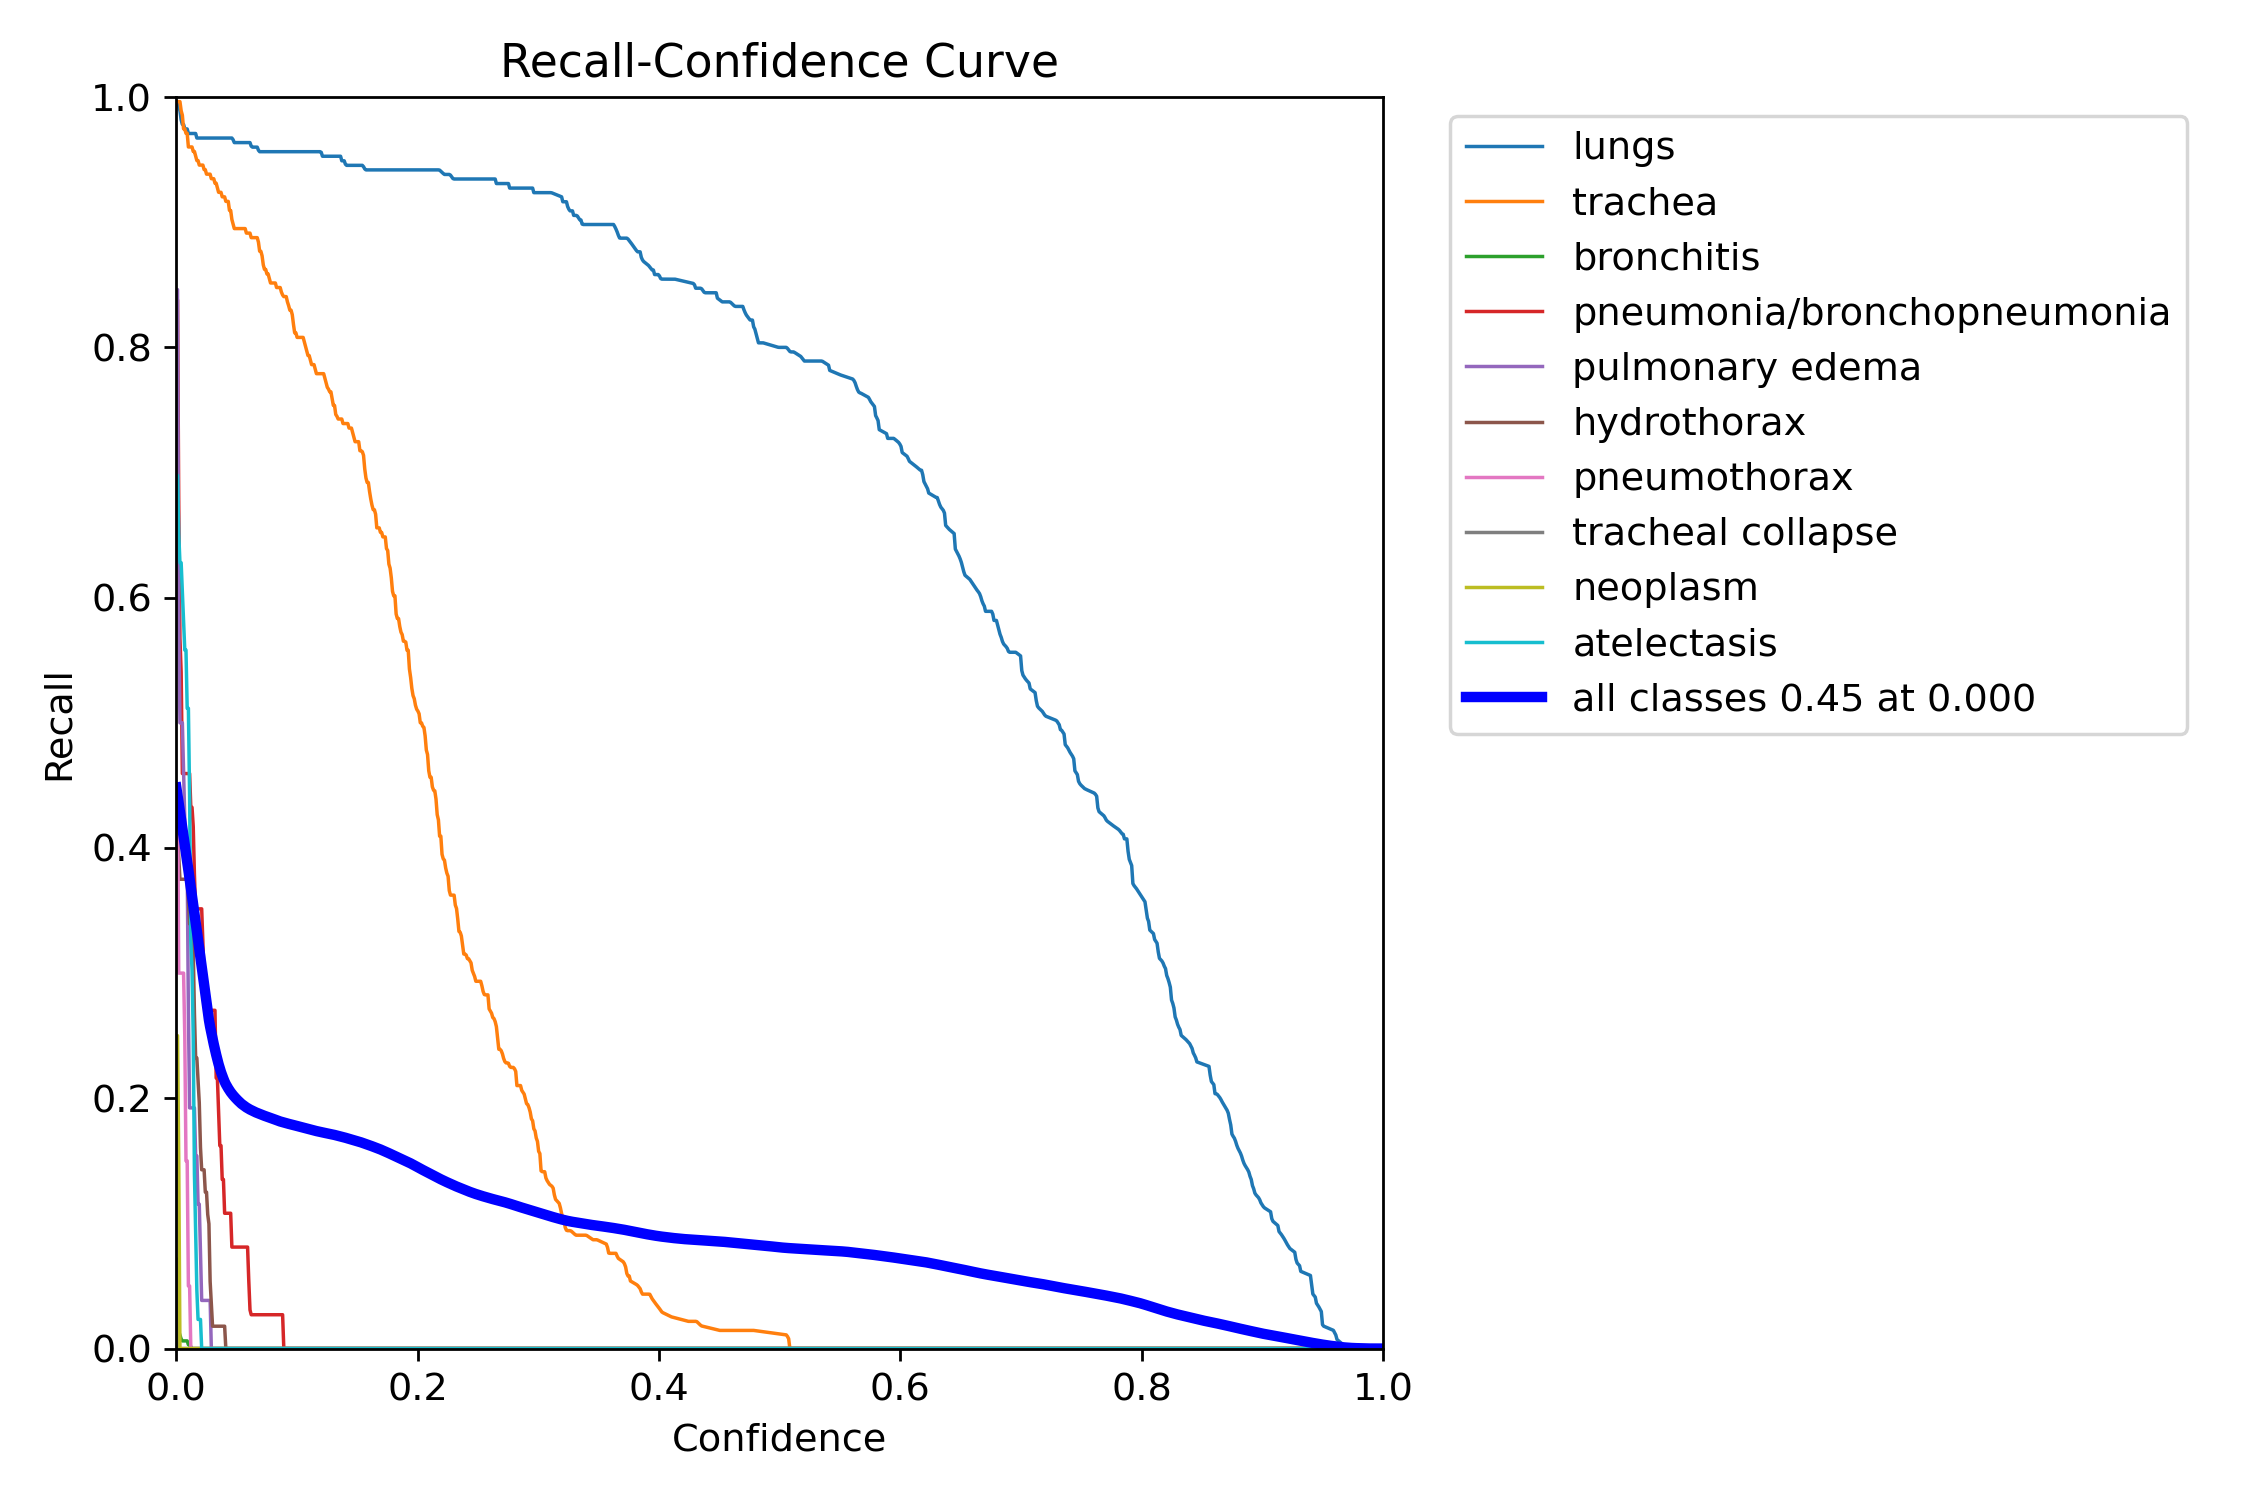 Recall-Confidence Curve
1.0
0.8
0.6
0.4
0.2
0.0
Recall
0.0 0.2 0.4 0.6 0.8 1.0
Confidence
lungs
trachea
bronchitis
pneumonia/bronchopneumonia
pulmonary edema
hydrothorax
pneumothorax
tracheal collapse
neoplasm
atelectasis
all classes 0.45 at 0.000